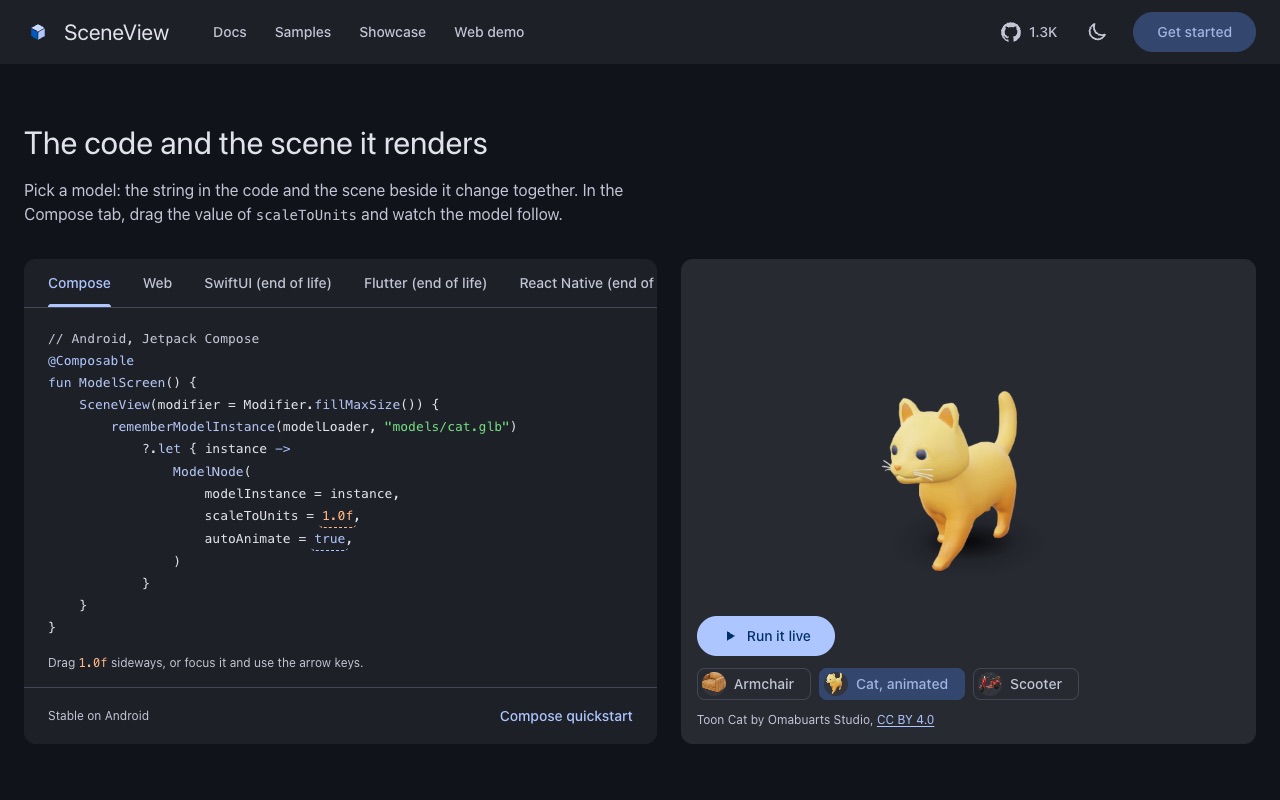 SceneView
Docs
Samples
Showcase
Web demo
1.3K
Get started
The code and the scene it renders
Pick a model: the string in the code and the scene beside it change together. In the
Compose tab, drag the value of scaleToUnits and watch the model follow.
Compose
Web
SwiftUI (end of life)
Flutter (end of life)
React Native (end of
// Android, Jetpack Compose
@Composable
fun ModelScreen() {
    SceneView(modifier = Modifier.fillMaxSize()) {
        rememberModelInstance(modelLoader, "models/cat.glb")
            ?.let { instance ->
                ModelNode(
                    modelInstance = instance,
                    scaleToUnits = 1.0f,
                    autoAnimate = true,
                )
            }
    }
}
Drag 1.0f sideways, or focus it and use the arrow keys.
Stable on Android
Compose quickstart
Run it live
Armchair
Cat, animated
Scooter
Toon Cat by Omabuarts Studio, CC BY 4.0